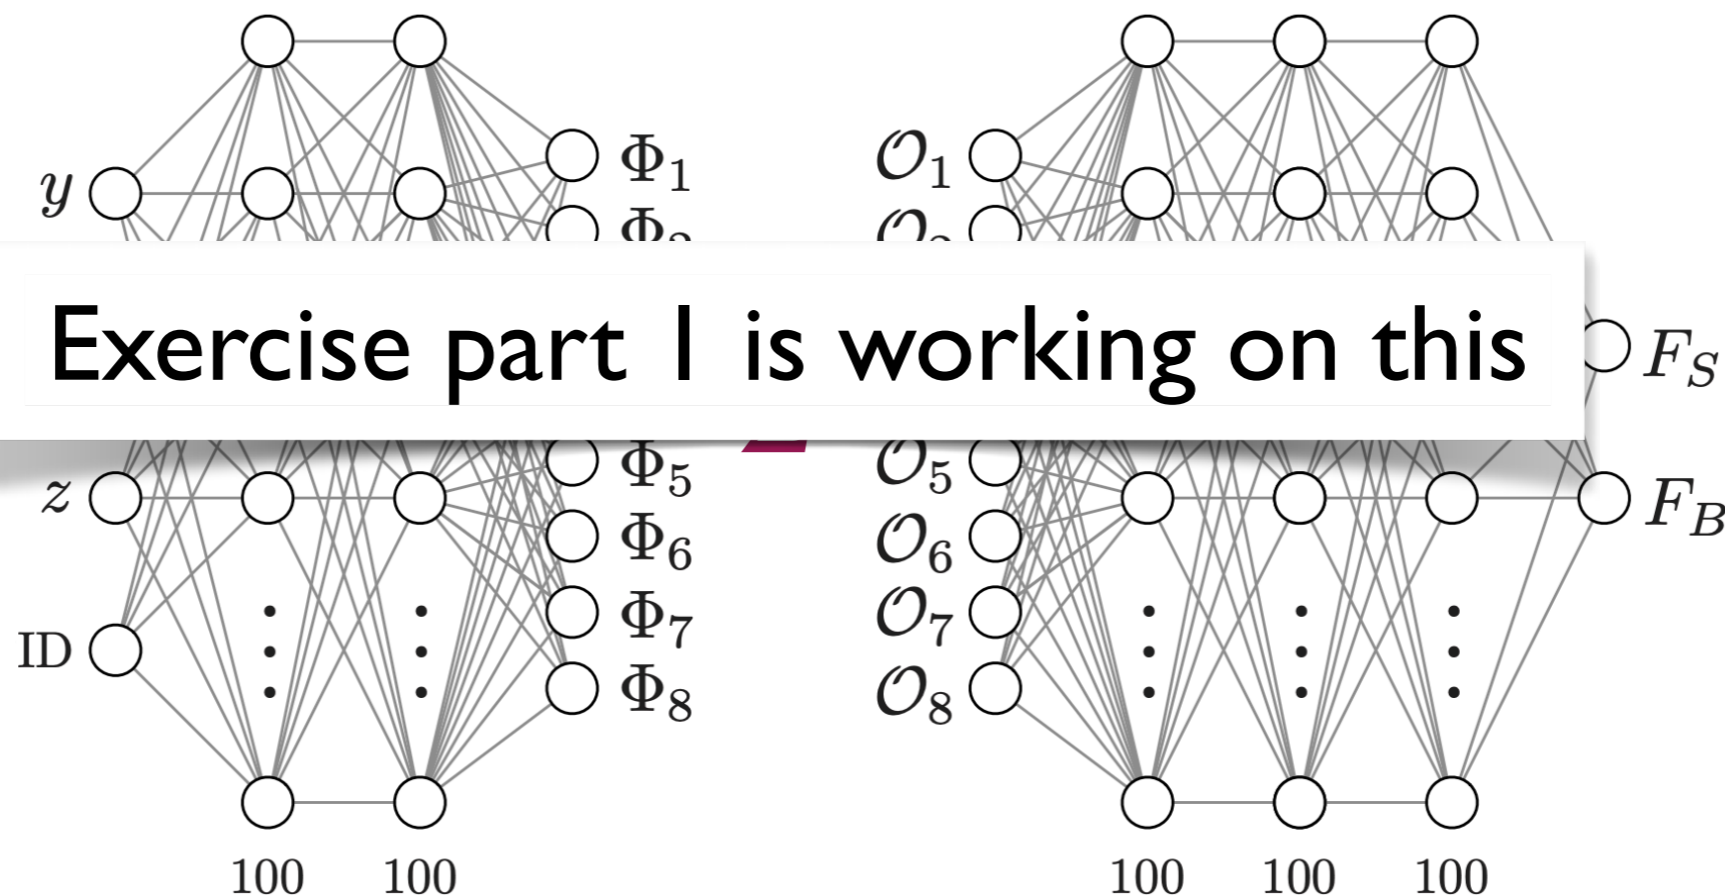 Φ₁
𝒪₁
y
Exercise part 1 is working on this
F_S
Φ₅
𝒪₅
z
F_B
Φ₆
𝒪₆
Φ₇
𝒪₇
ID
Φ₈
𝒪₈
100 100 100 100 100